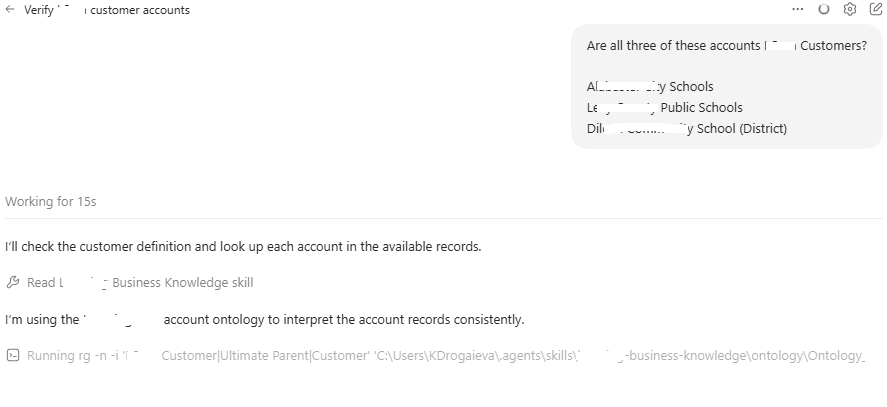 Verify customer accounts
Are all three of these accounts Customers?
Schools
Public Schools
School (District)
Working for 15s
I'll check the customer definition and look up each account in the available records.
Read Business Knowledge skill
I'm using the account ontology to interpret the account records consistently.
Running rg -n -i Customer|Ultimate Parent|Customer' 'C:\Users\KDrogaieva\.agents\skills\ -business-knowledge\ontology\Ontology_